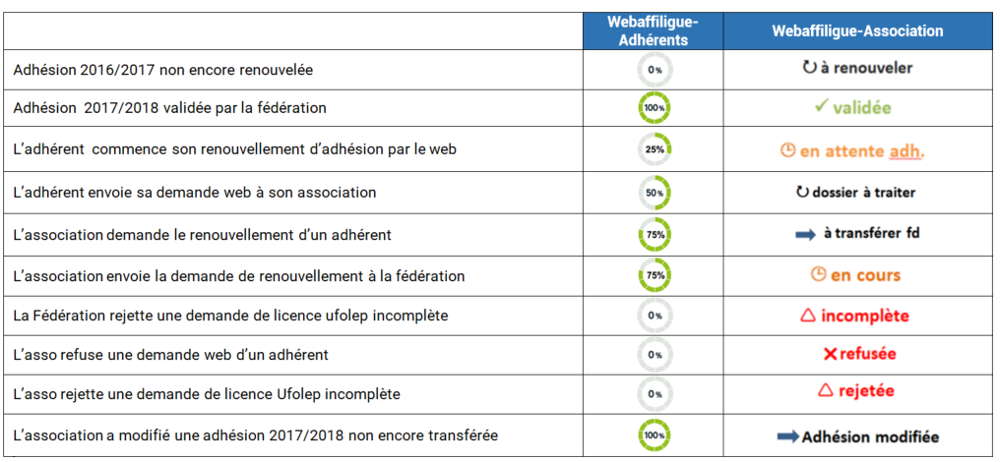 Webaffiligue-
Adhérents
Webaffiligue-Association
Adhésion 2016/2017 non encore renouvelée
0%
à renouveler
Adhésion 2017/2018 validée par la fédération
100%
validée
L'adhérent commence son renouvellement d'adhésion par le web
25%
en attente adh.
L'adhérent envoie sa demande web à son association
50%
dossier à traiter
L'association demande le renouvellement d'un adhérent
75%
à transférer fd
L'association envoie la demande de renouvellement à la fédération
75%
en cours
La Fédération rejette une demande de licence ufolep incomplète
0%
incomplète
L'asso refuse une demande web d'un adhérent
0%
refusée
L'asso rejette une demande de licence Ufolep incomplète
0%
rejetée
L'association a modifié une adhésion 2017/2018 non encore transférée
100%
Adhésion modifiée